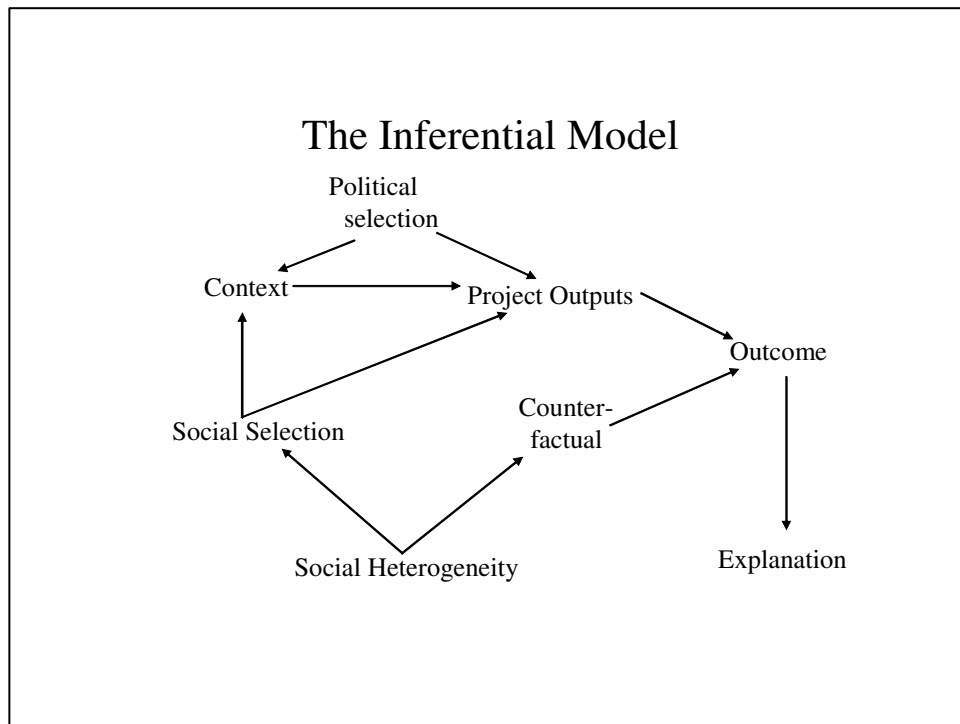 The Inferential Model
Political
selection
Context
Project Outputs
Outcome
Counter-
factual
Social Selection
Social Heterogeneity
Explanation